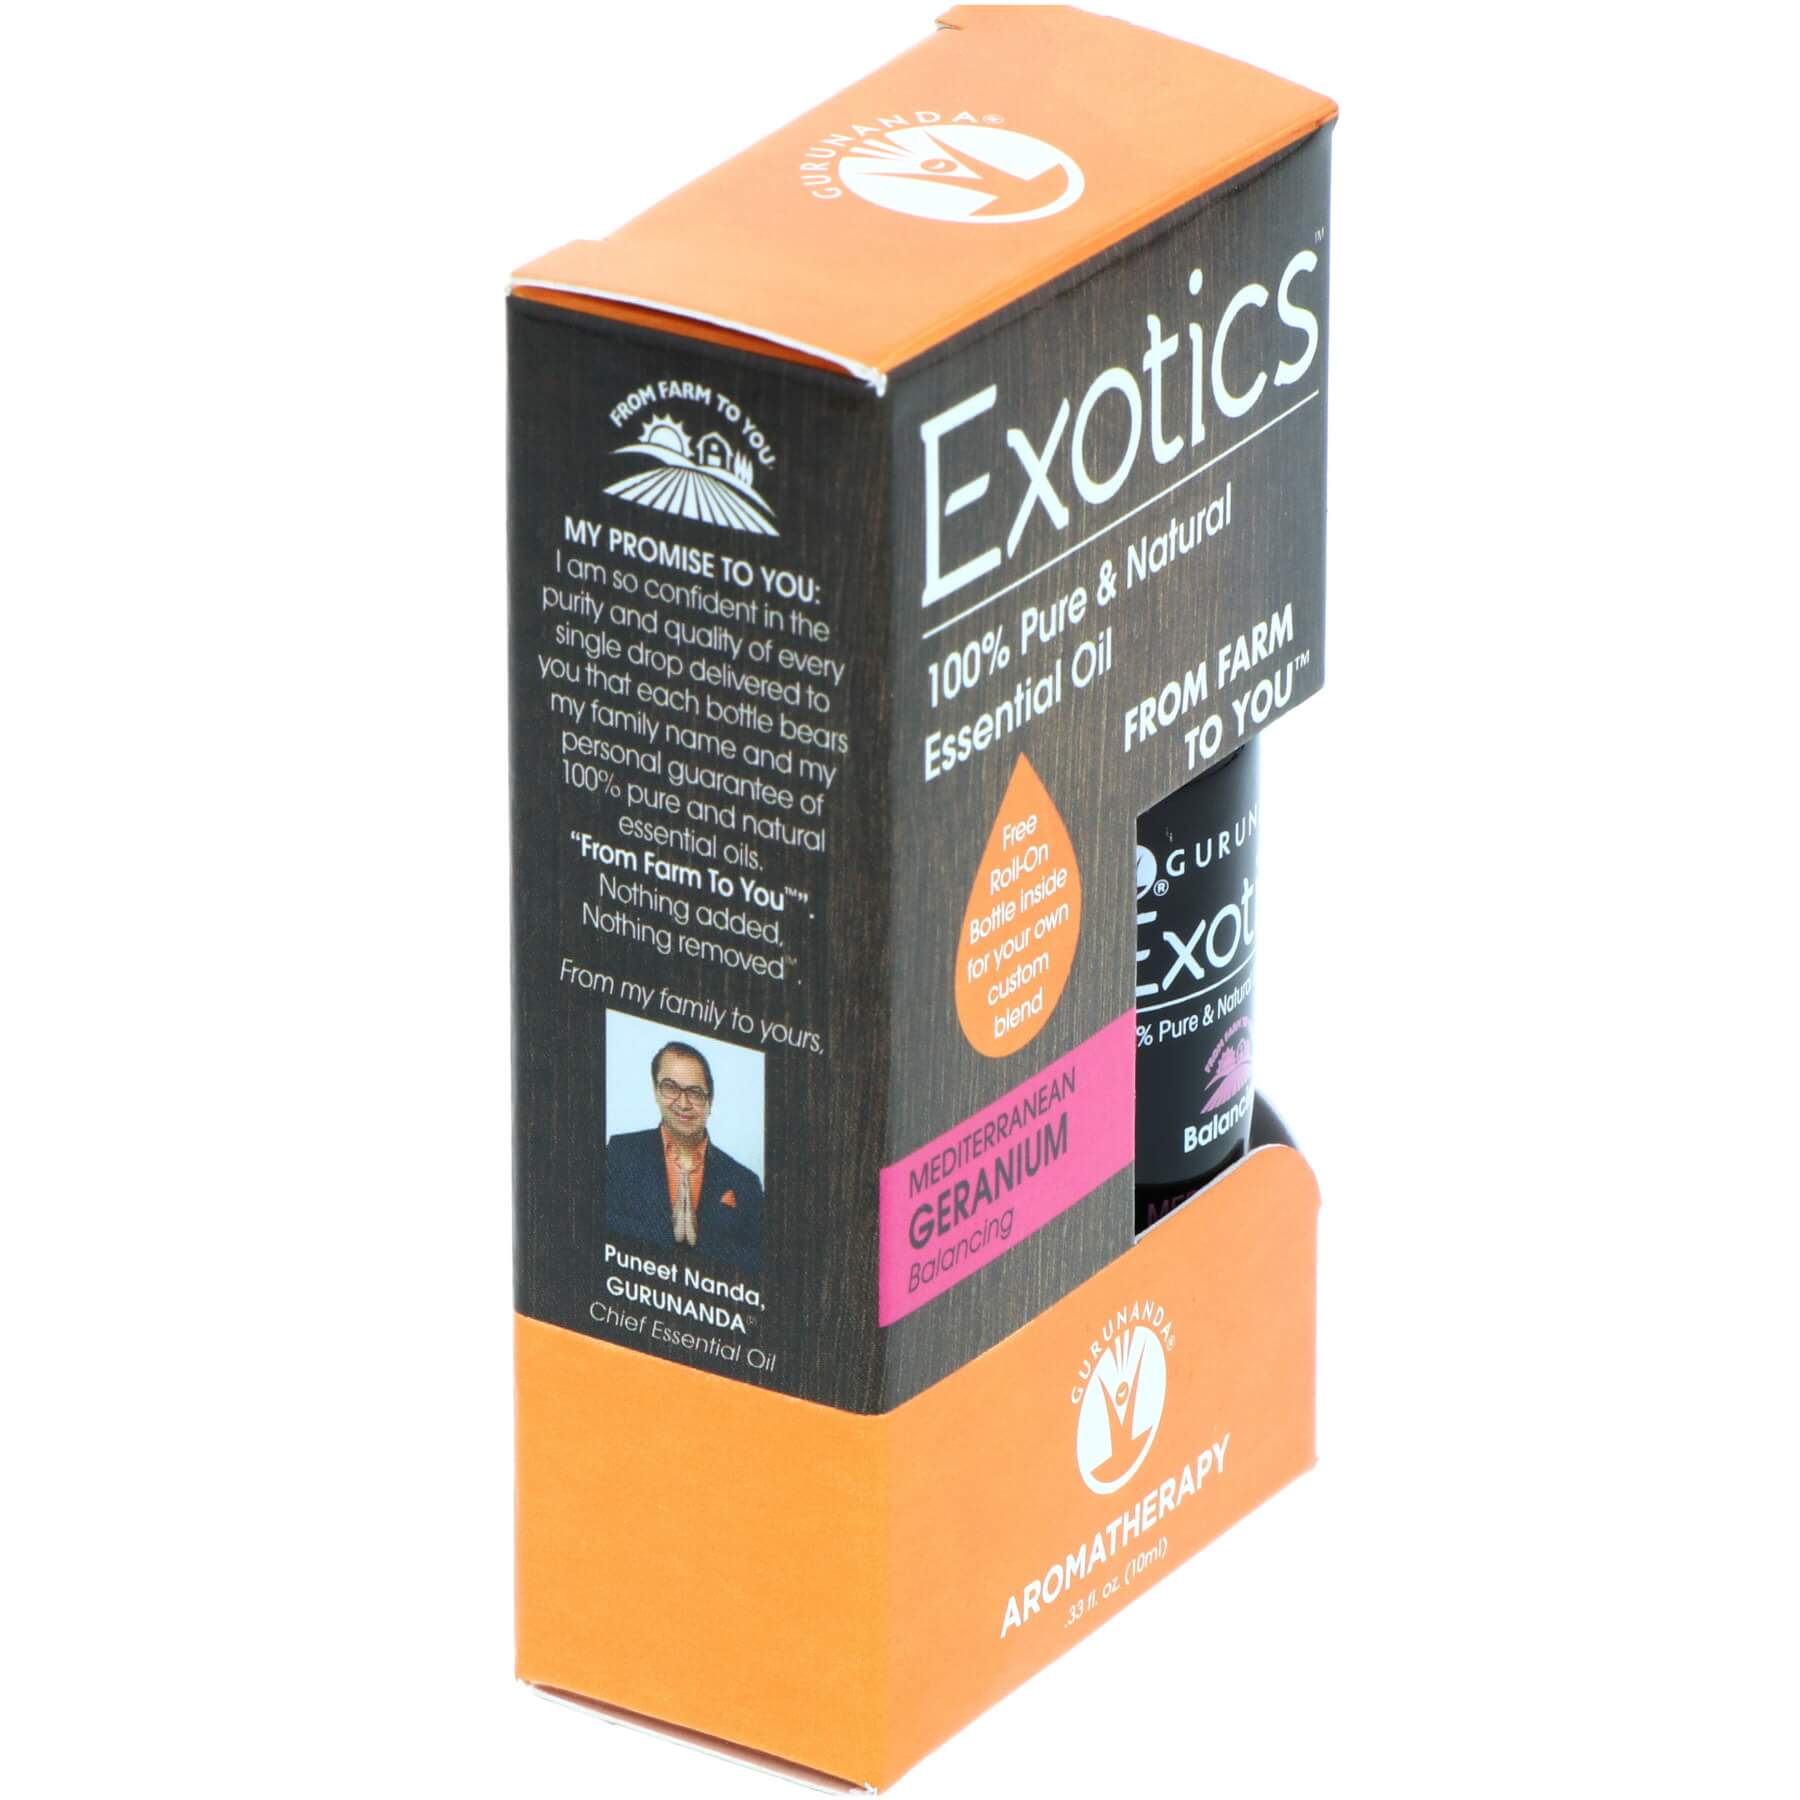 GURUNANDA®
FROM FARM TO YOU
MY PROMISE TO YOU:
I am so confident in the
purity and quality of every
single drop delivered to
you that each bottle bears
my family name and my
personal guarantee of
100% pure and natural
essential oils.
“From Farm To You™”.
Nothing added,
Nothing removed™.
From my family to yours,
Puneet Nanda,
GURUNANDA®
Chief Essential Oil
Exotics™
100% Pure & Natural
Essential Oil
FROM FARM
TO YOU™
Free
Roll-On
Bottle inside
for your own
custom
blend
MEDITERRANEAN
GERANIUM
Balancing
% Pure &
FROM FARM
GURUNANDA®
AROMATHERAPY
.33 fl. oz. (10ml)